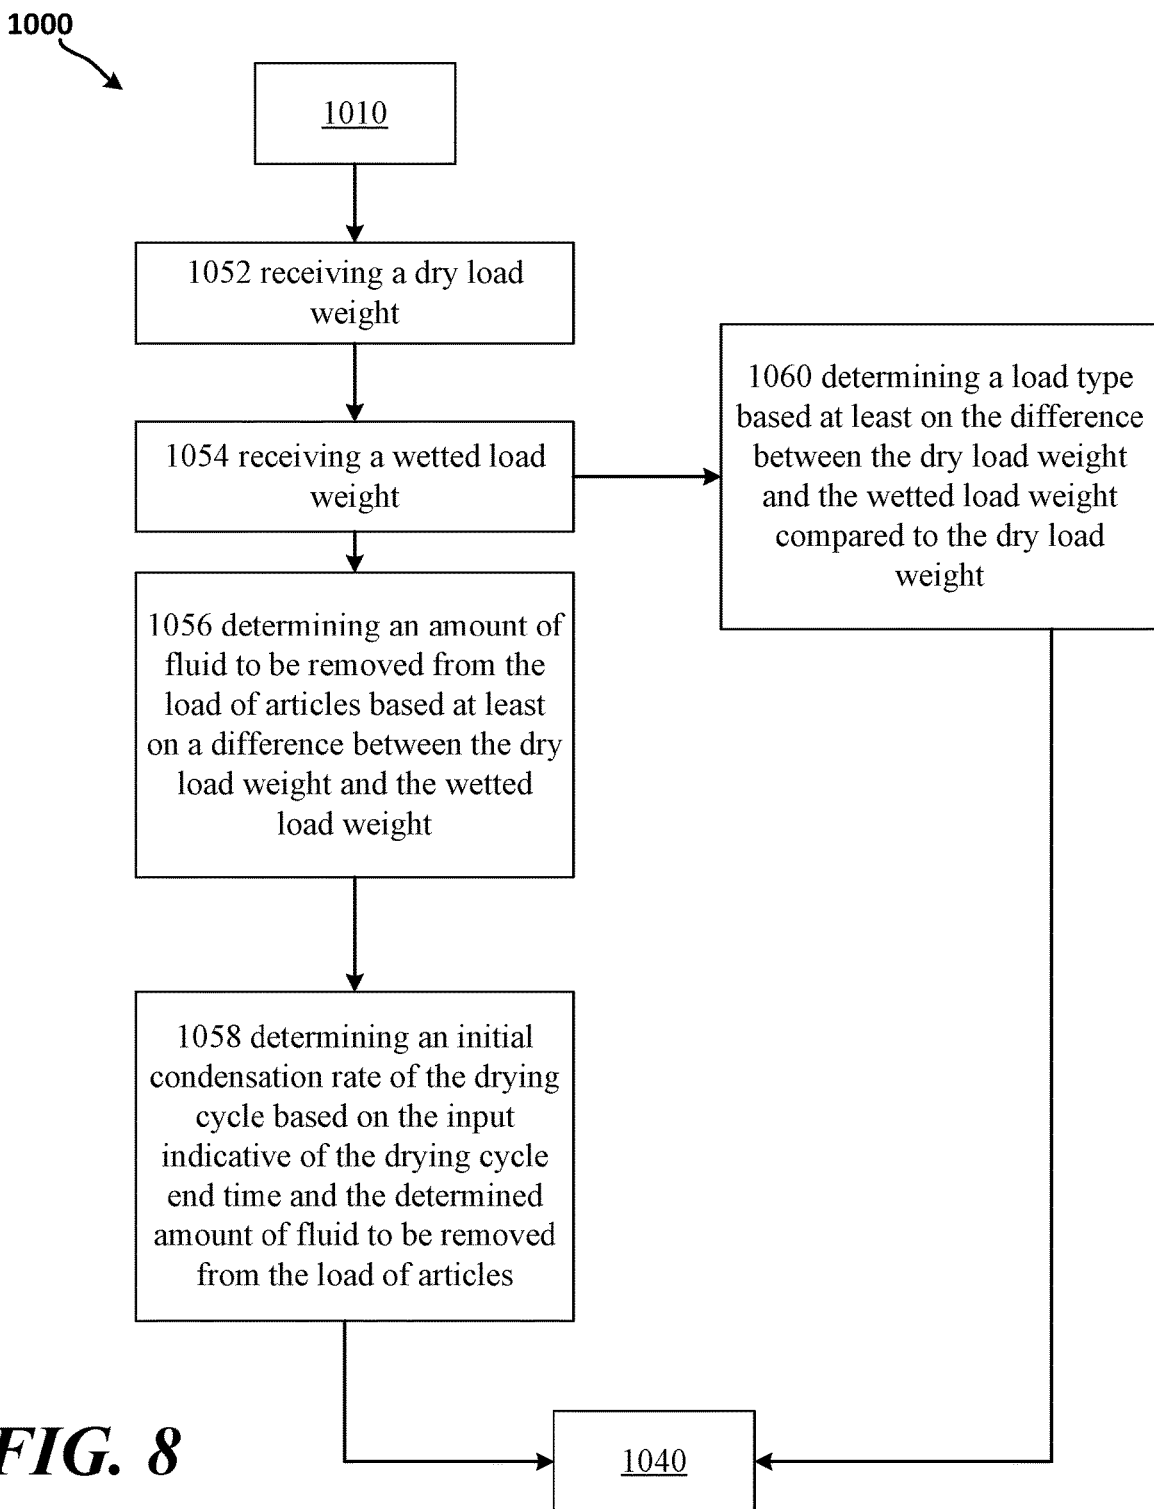 1000
1010
1052 receiving a dry load
weight
1054 receiving a wetted load
weight
1060 determining a load type
based at least on the difference
between the dry load weight
and the wetted load weight
compared to the dry load
weight
1056 determining an amount of
fluid to be removed from the
load of articles based at least
on a difference between the dry
load weight and the wetted
load weight
1058 determining an initial
condensation rate of the drying
cycle based on the input
indicative of the drying cycle
end time and the determined
amount of fluid to be removed
from the load of articles
1040
FIG. 8